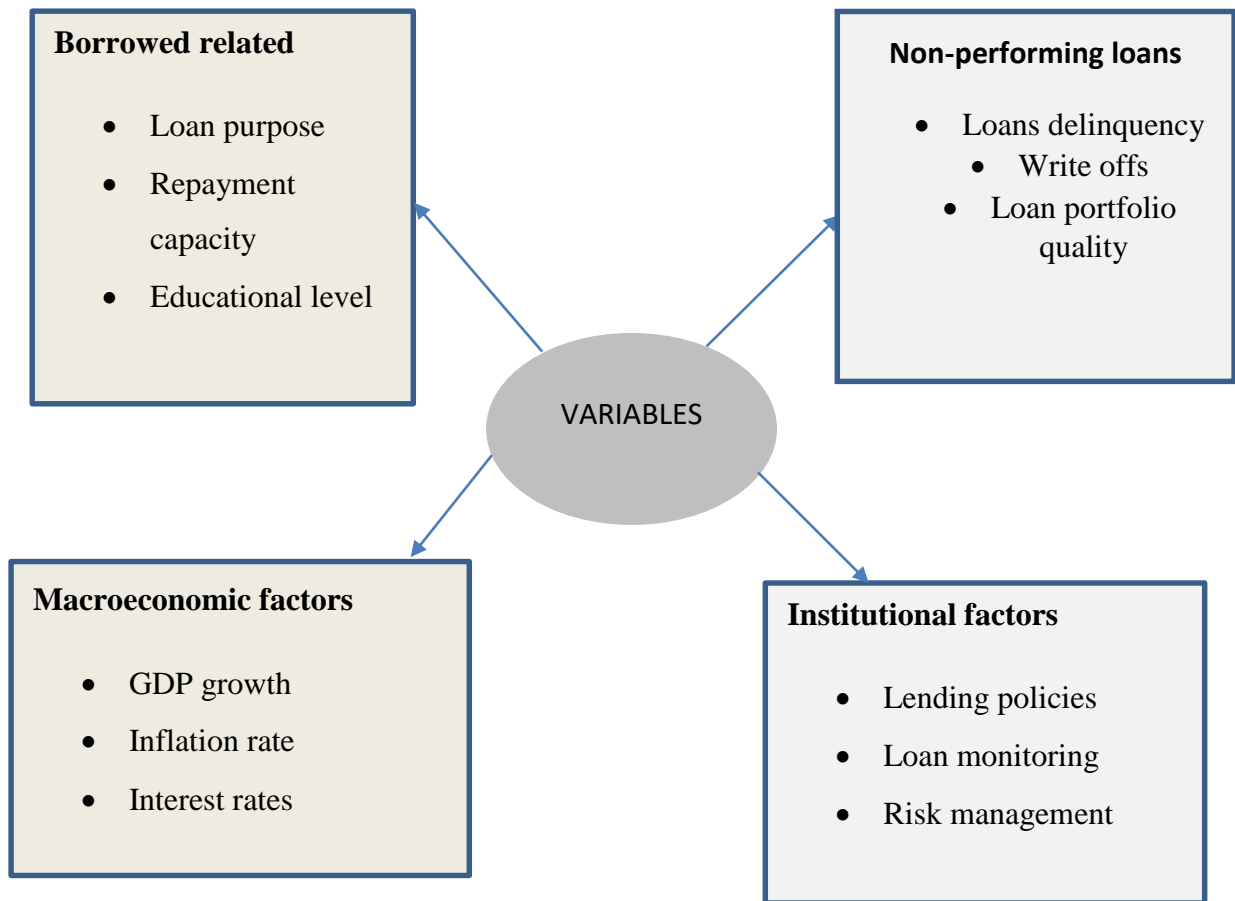 Borrowed related
• Loan purpose
• Repayment
capacity
• Educational level
Non-performing loans
• Loans delinquency
• Write offs
• Loan portfolio
quality
VARIABLES
Macroeconomic factors
• GDP growth
• Inflation rate
• Interest rates
Institutional factors
• Lending policies
• Loan monitoring
• Risk management